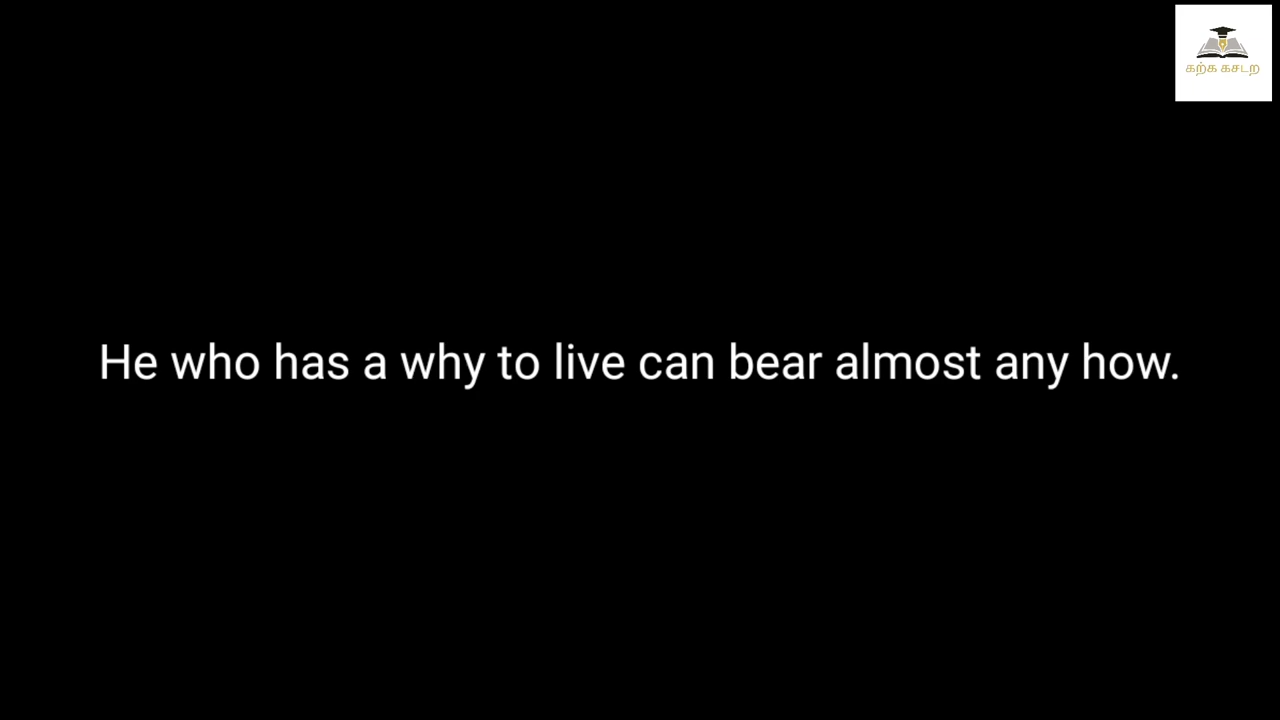 கற்க கசடற
He who has a why to live can bear almost any how.